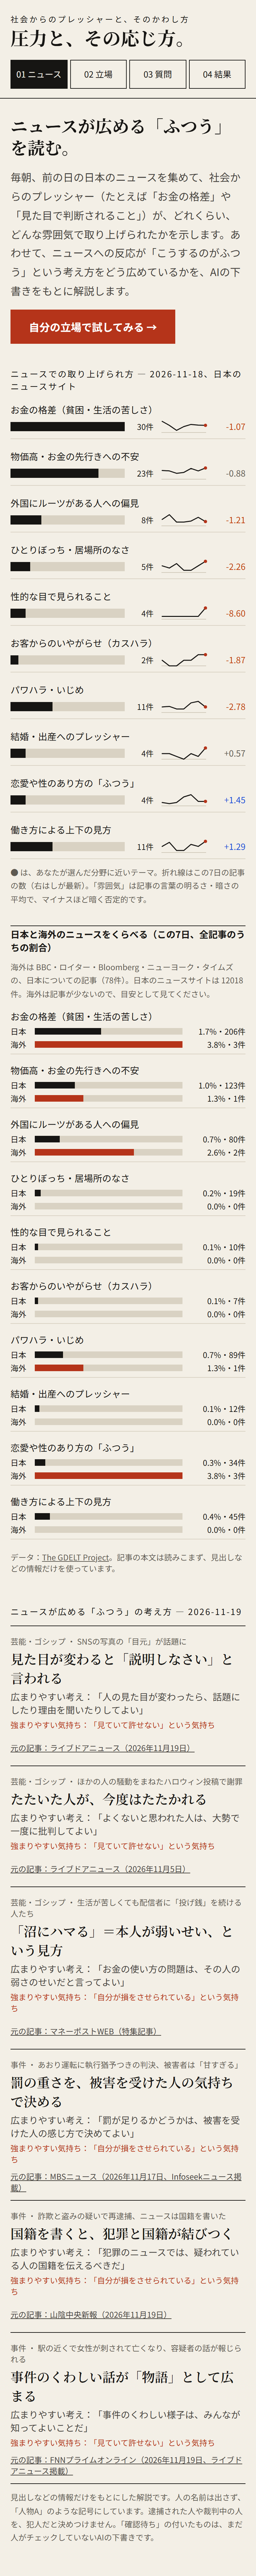 社会からのプレッシャーと、そのかわし方
圧力と、その応じ方。
01 ニュース
02 立場
03 質問
04 結果
ニュースが広める「ふつう」
を読む。
毎朝、前の日の日本のニュースを集めて、社会か
らのプレッシャー（たとえば「お金の格差」や
「見た目で判断されること」）が、どれくらい、
どんな雰囲気で取り上げられたかを示します。あ
わせて、ニュースへの反応が「こうするのがふつ
う」という考え方をどう広めているかを、AIの下
書きをもとに解説します。
自分の立場で試してみる →
ニュースでの取り上げられ方 — 2026-11-18、日本の
ニュースサイト
お金の格差（貧困・生活の苦しさ）
30件 -1.07
物価高・お金の先行きへの不安
23件 -0.88
外国にルーツがある人への偏見
8件 -1.21
ひとりぼっち・居場所のなさ
5件 -2.26
性的な目で見られること
4件 -8.60
お客からのいやがらせ（カスハラ）
2件 -1.87
パワハラ・いじめ
11件 -2.78
結婚・出産へのプレッシャー
4件 +0.57
恋愛や性のあり方の「ふつう」
4件 +1.45
働き方による上下の見方
11件 +1.29
● は、あなたが選んだ分野に近いテーマ。折れ線はこの7日の記事
の数（右はしが最新）。「雰囲気」は記事の言葉の明るさ・暗さの
平均で、マイナスほど暗く否定的です。
日本と海外のニュースをくらべる（この7日、全記事のう
ちの割合）
海外は BBC・ロイター・Bloomberg・ニューヨーク・タイムズ
の、日本についての記事（78件）。日本のニュースサイトは 12018
件。海外は記事が少ないので、目安として見てください。
お金の格差（貧困・生活の苦しさ）
日本 1.7%・206件
海外 3.8%・3件
物価高・お金の先行きへの不安
日本 1.0%・123件
海外 1.3%・1件
外国にルーツがある人への偏見
日本 0.7%・80件
海外 2.6%・2件
ひとりぼっち・居場所のなさ
日本 0.2%・19件
海外 0.0%・0件
性的な目で見られること
日本 0.1%・10件
海外 0.0%・0件
お客からのいやがらせ（カスハラ）
日本 0.1%・7件
海外 0.0%・0件
パワハラ・いじめ
日本 0.7%・89件
海外 1.3%・1件
結婚・出産へのプレッシャー
日本 0.1%・12件
海外 0.0%・0件
恋愛や性のあり方の「ふつう」
日本 0.3%・34件
海外 3.8%・3件
働き方による上下の見方
日本 0.4%・45件
海外 0.0%・0件
データ：The GDELT Project。記事の本文は読みこまず、見出しな
どの情報だけを使っています。
ニュースが広める「ふつう」の考え方 — 2026-11-19
芸能・ゴシップ ・ SNSの写真の「目元」が話題に
見た目が変わると「説明しなさい」と
言われる
広まりやすい考え：「人の見た目が変わったら、話題に
したり理由を聞いたりしてよい」
強まりやすい気持ち：「見ていて許せない」という気持ち
元の記事：ライブドアニュース（2026年11月19日）
芸能・ゴシップ ・ ほかの人の騒動をまねたハロウィン投稿で謝罪
たたいた人が、今度はたたかれる
広まりやすい考え：「よくないと思われた人は、大勢で
一度に批判してよい」
強まりやすい気持ち：「見ていて許せない」という気持ち
元の記事：ライブドアニュース（2026年11月5日）
芸能・ゴシップ ・ 生活が苦しくても配信者に「投げ銭」を続ける
人たち
「沼にハマる」＝本人が弱いせい、と
いう見方
広まりやすい考え：「お金の使い方の問題は、その人の
弱さのせいだと言ってよい」
強まりやすい気持ち：「自分が損をさせられている」という気持
ち
元の記事：マネーポストWEB（特集記事）
事件 ・ あおり運転に執行猶予つきの判決、被害者は「甘すぎる」
罰の重さを、被害を受けた人の気持ち
で決める
広まりやすい考え：「罰が足りるかどうかは、被害を受
けた人の感じ方で決めてよい」
強まりやすい気持ち：「自分が損をさせられている」という気持
ち
元の記事：MBSニュース（2026年11月17日、Infoseekニュース掲
載）
事件 ・ 詐欺と盗みの疑いで再逮捕、ニュースは国籍を書いた
国籍を書くと、犯罪と国籍が結びつく
広まりやすい考え：「犯罪のニュースでは、疑われてい
る人の国籍を伝えるべきだ」
強まりやすい気持ち：「自分が損をさせられている」という気持
ち
元の記事：山陰中央新報（2026年11月19日）
事件 ・ 駅の近くで女性が刺されて亡くなり、容疑者の話が報じら
れる
事件のくわしい話が「物語」として広
まる
広まりやすい考え：「事件のくわしい様子は、みんなが
知ってよいことだ」
強まりやすい気持ち：「見ていて許せない」という気持ち
元の記事：FNNプライムオンライン（2026年11月19日、ライブド
アニュース掲載）
見出しなどの情報だけをもとにした解説です。人の名前は出さず、
「人物A」のような記号にしています。逮捕された人や裁判中の人
を、犯人だと決めつけません。「確認待ち」の付いたものは、まだ
人がチェックしていないAIの下書きです。